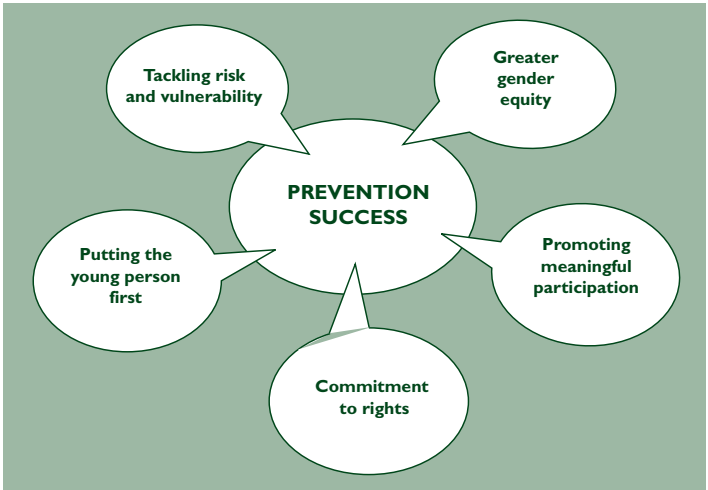 Tackling risk
and vulnerability
Greater
gender
equity
PREVENTION
SUCCESS
Putting the
young person
first
Promoting
meaningful
participation
Commitment
to rights